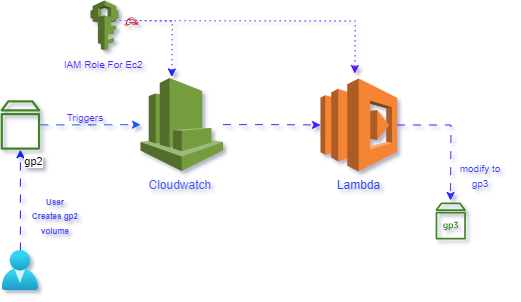 IAM Role For Ec2
Triggers
gp2
Cloudwatch
Lambda
modify to
gp3
gp3
User
Creates gp2
volume